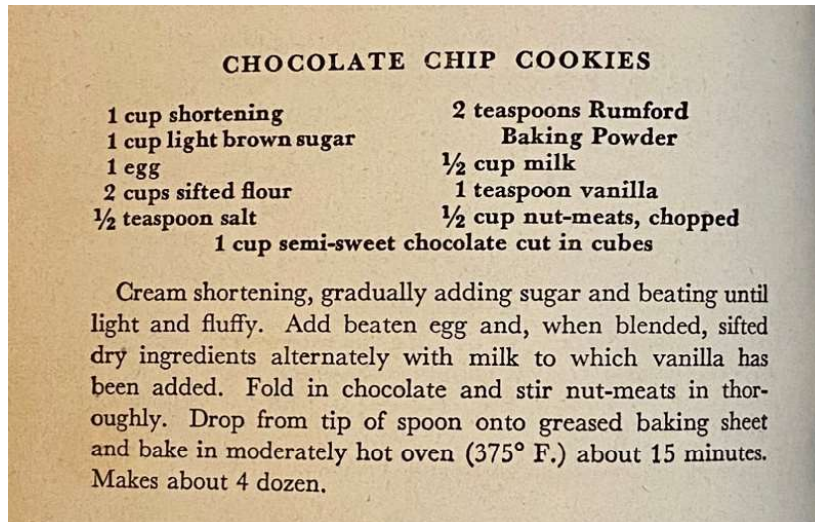 CHOCOLATE CHIP COOKIES
1 cup shortening
1 cup light brown sugar
1 egg
2 cups sifted flour
½ teaspoon salt
2 teaspoons Rumford
Baking Powder
½ cup milk
1 teaspoon vanilla
½ cup nut-meats, chopped
1 cup semi-sweet chocolate cut in cubes
Cream shortening, gradually adding sugar and beating until
light and fluffy. Add beaten egg and, when blended, sifted
dry ingredients alternately with milk to which vanilla has
been added. Fold in chocolate and stir nut-meats in thor-
oughly. Drop from tip of spoon onto greased baking sheet
and bake in moderately hot oven (375° F.) about 15 minutes.
Makes about 4 dozen.